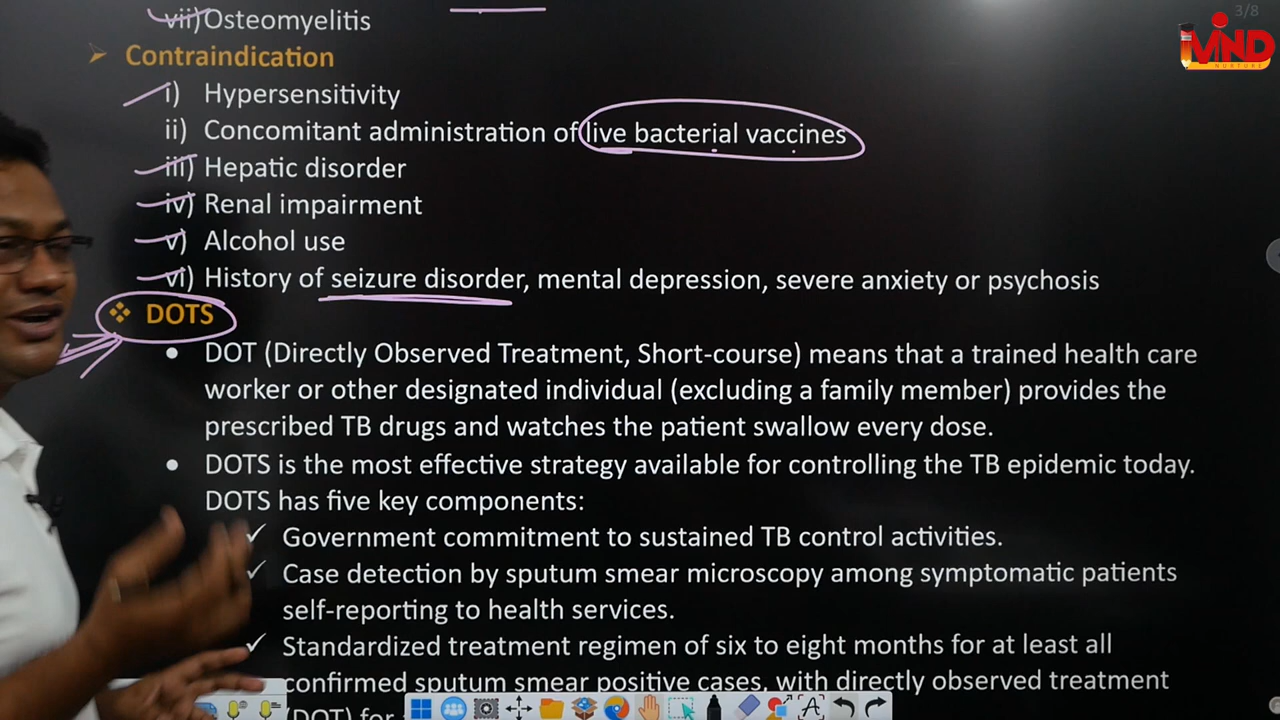 3/8
MIND
NURTURE
vii) Osteomyelitis
Contraindication
i) Hypersensitivity
ii) Concomitant administration of live bacterial vaccines
iii) Hepatic disorder
iv) Renal impairment
v) Alcohol use
vi) History of seizure disorder, mental depression, severe anxiety or psychosis
DOTS
• DOT (Directly Observed Treatment, Short-course) means that a trained health care
worker or other designated individual (excluding a family member) provides the
prescribed TB drugs and watches the patient swallow every dose.
• DOTS is the most effective strategy available for controlling the TB epidemic today.
DOTS has five key components:
✓ Government commitment to sustained TB control activities.
✓ Case detection by sputum smear microscopy among symptomatic patients
self-reporting to health services.
✓ Standardized treatment regimen of six to eight months for at least all
confirmed sputum smear positive cases, with directly observed treatment
(DOT) for